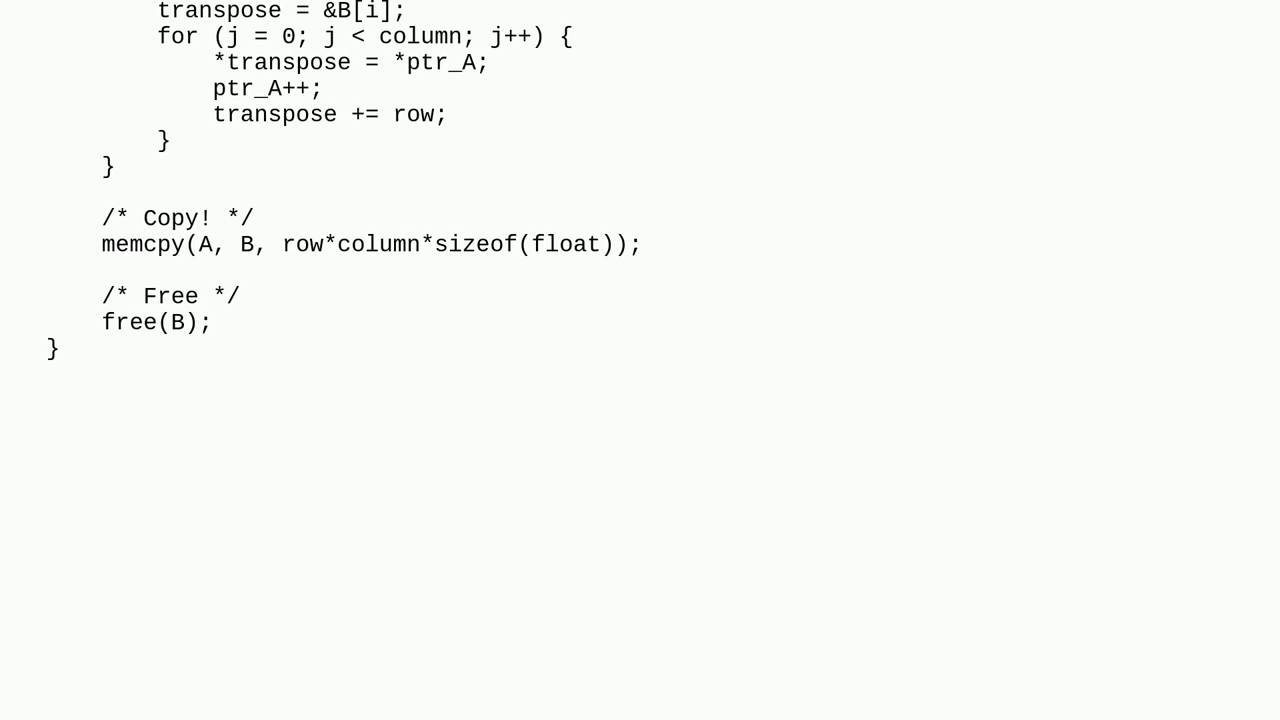 transpose = &B[i];
for (j = 0; j < column; j++) {
*transpose = *ptr_A;
ptr_A++;
transpose += row;
}
}
/* Copy! */
memcpy(A, B, row*column*sizeof(float));
/* Free */
free(B);
}